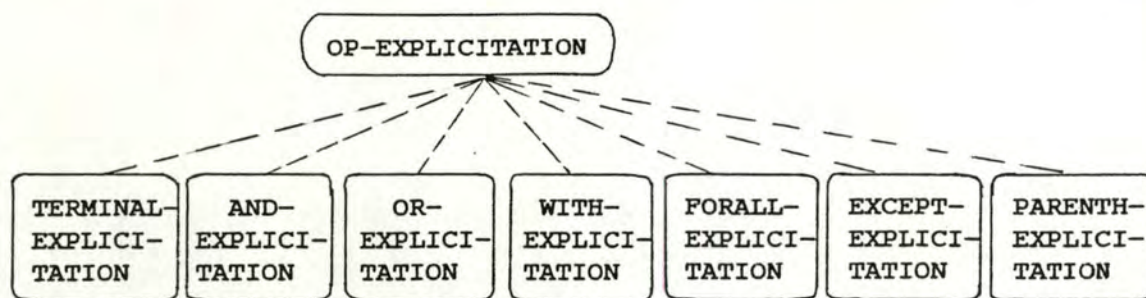 OP-EXPLICITATION
TERMINAL-
EXPLICI-
TATION
AND-
EXPLICI-
TATION
OR-
EXPLICI-
TATION
WITH-
EXPLICI-
TATION
FORALL-
EXPLICI-
TATION
EXCEPT-
EXPLICI-
TATION
PARENTH-
EXPLICI-
TATION